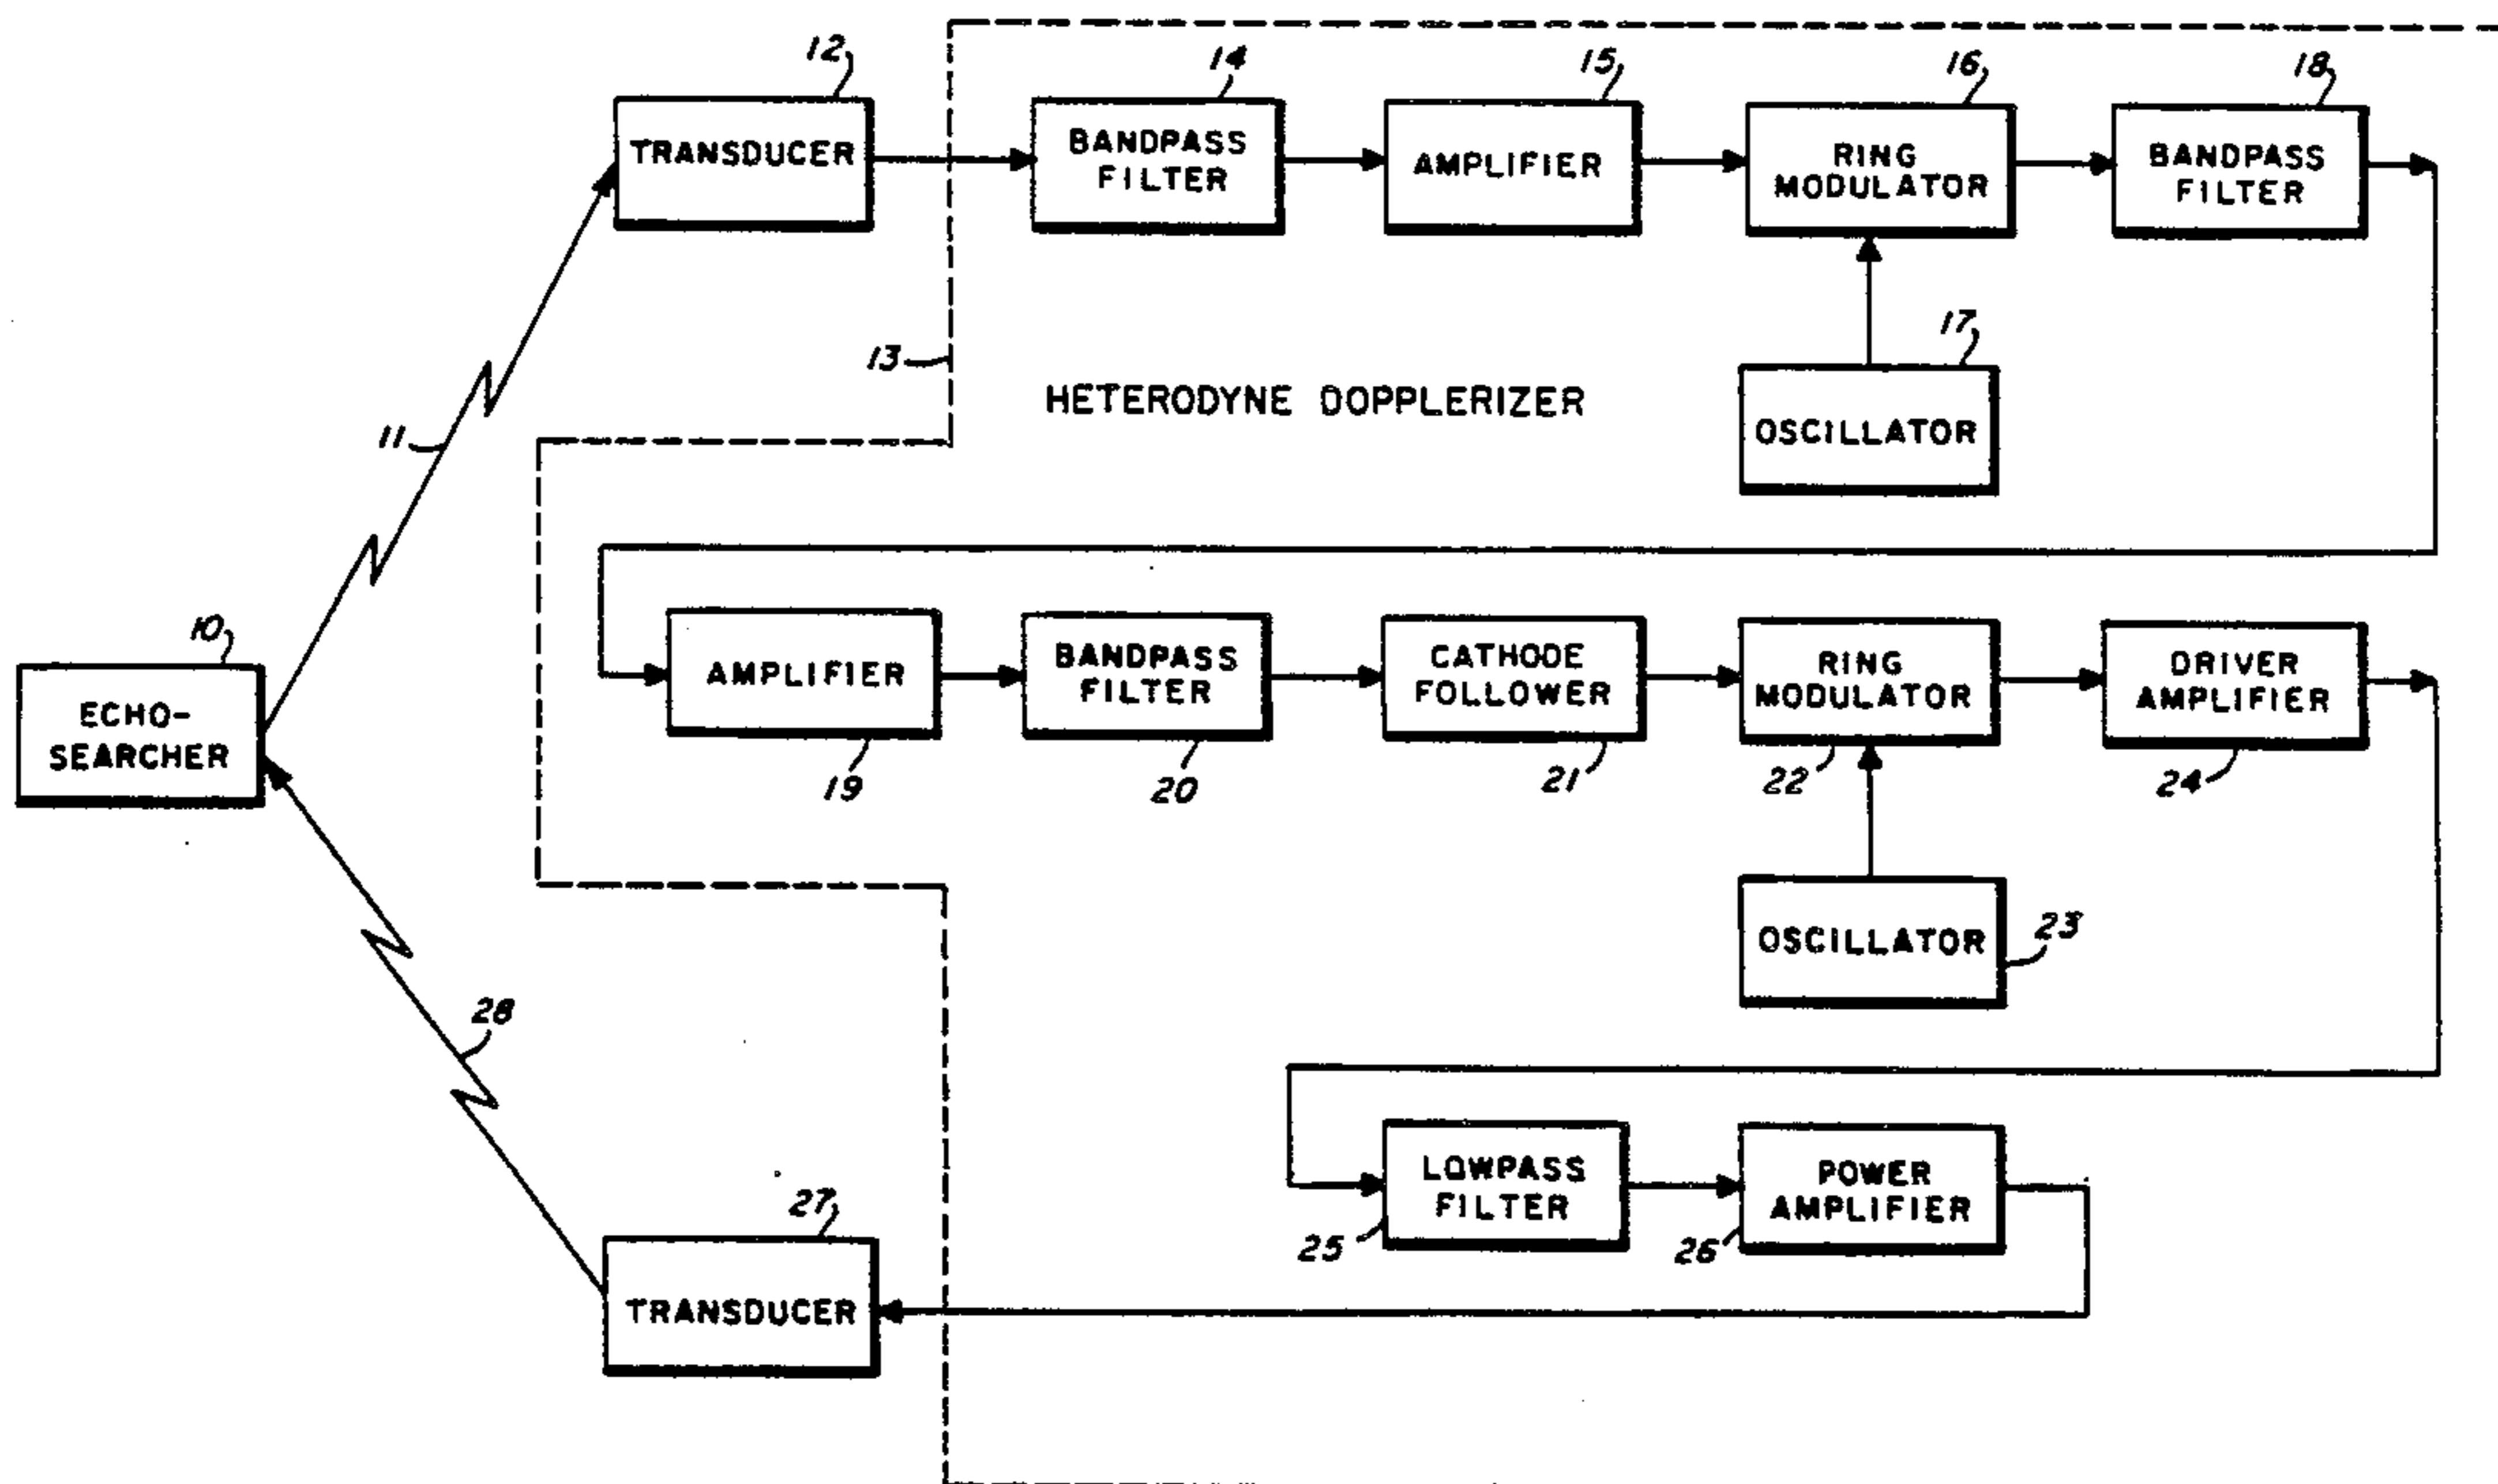 12
14
15
16
18
TRANSDUCER
BANDPASS
FILTER
AMPLIFIER
RING
MODULATOR
BANDPASS
FILTER
17
13
HETERODYNE DOPPLERIZER
OSCILLATOR
11
10
ECHO-
SEARCHER
AMPLIFIER
BANDPASS
FILTER
CATHODE
FOLLOWER
RING
MODULATOR
DRIVER
AMPLIFIER
19
20
21
22
24
OSCILLATOR
23
28
LOWPASS
FILTER
POWER
AMPLIFIER
25
26
27
TRANSDUCER